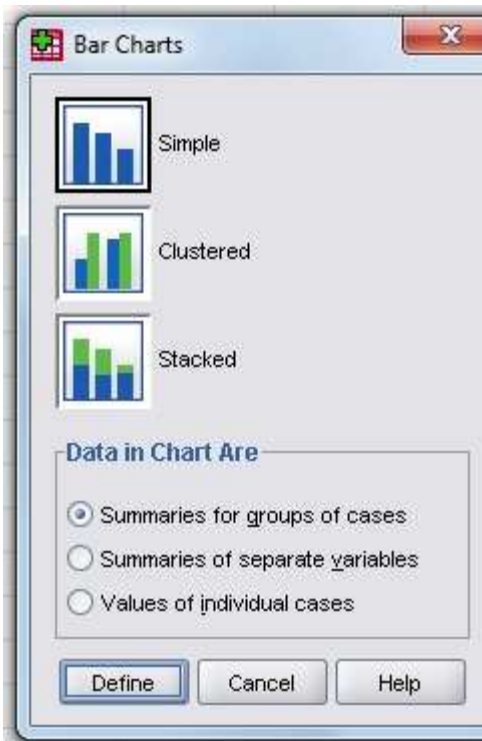 Bar Charts
Simple
Clustered
Stacked
Data in Chart Are
Summaries for groups of cases
Summaries of separate variables
Values of individual cases
Define Cancel Help